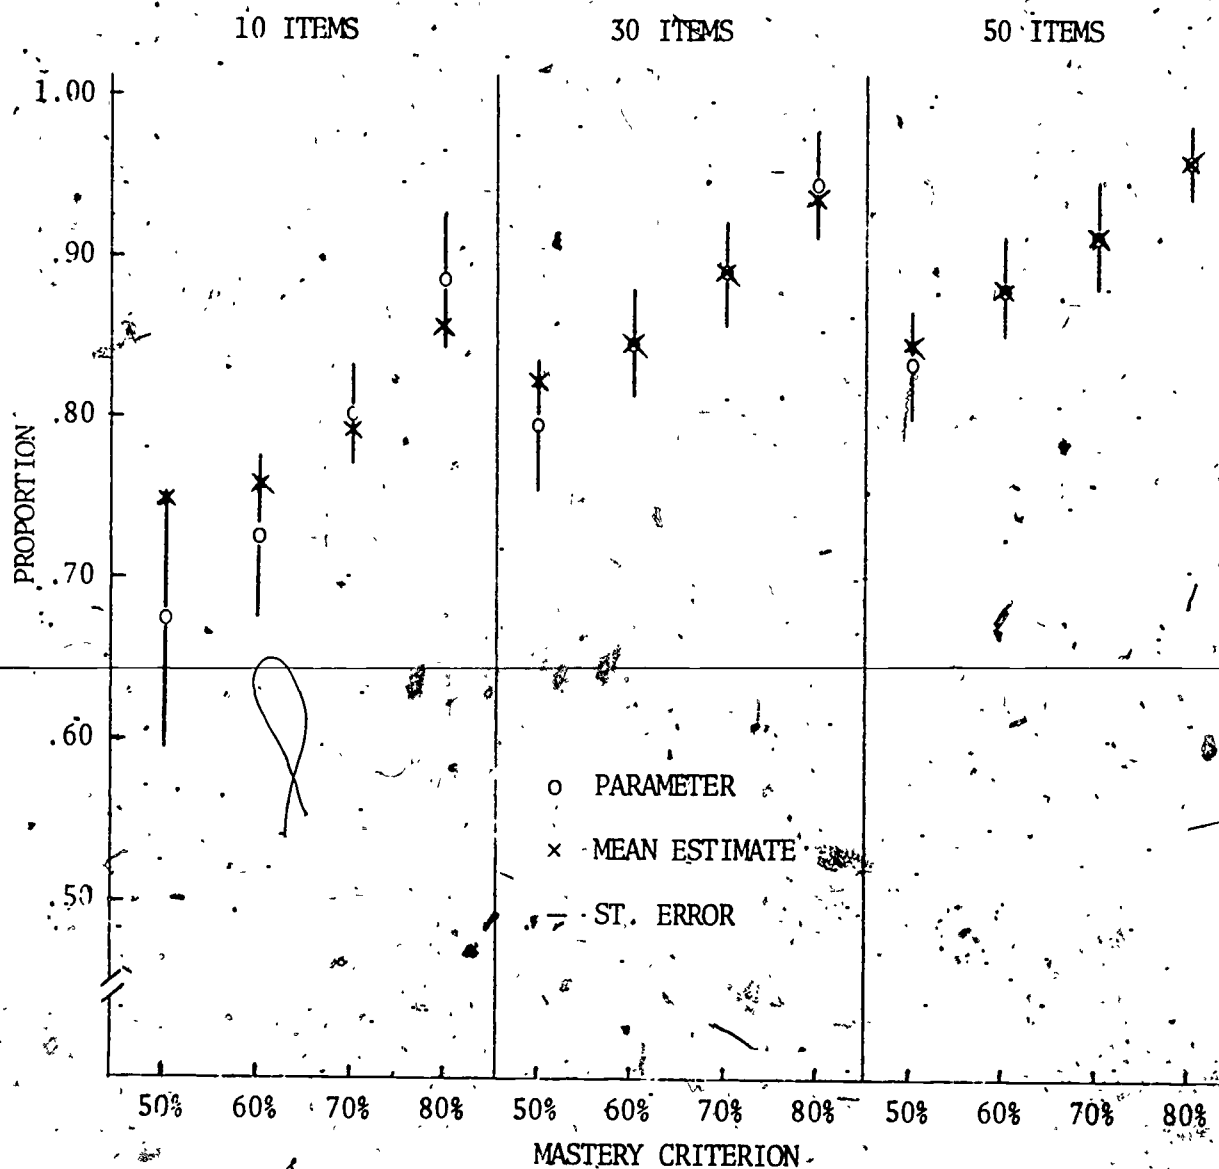 10 ITEMS 30 ITEMS 50 ITEMS
1.00
.90
.80
.70
.60
.50
PROPORTION
o PARAMETER
x MEAN ESTIMATE
— ST. ERROR
50% 60% 70% 80% 50% 60% 70% 80% 50% 60% 70% 80%
MASTERY CRITERION